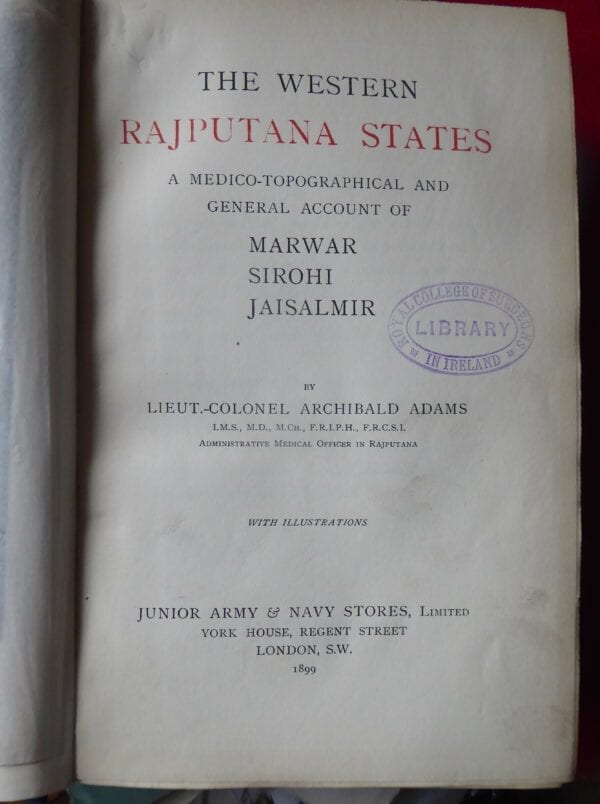 THE WESTERN
RAJPUTANA STATES
A MEDICO-TOPOGRAPHICAL AND
GENERAL ACCOUNT OF
MARWAR
SIROHI
JAISALMIR
ROYAL COLLEGE OF SURGEONS
LIBRARY
IN IRELAND
BY
LIEUT.-COLONEL ARCHIBALD ADAMS
I.M.S., M.D., M.CH., F.R.I.P.H., F.R.C.S.I.
ADMINISTRATIVE MEDICAL OFFICER IN RAJPUTANA
WITH ILLUSTRATIONS
JUNIOR ARMY & NAVY STORES, LIMITED
YORK HOUSE, REGENT STREET
LONDON, S.W.
1899